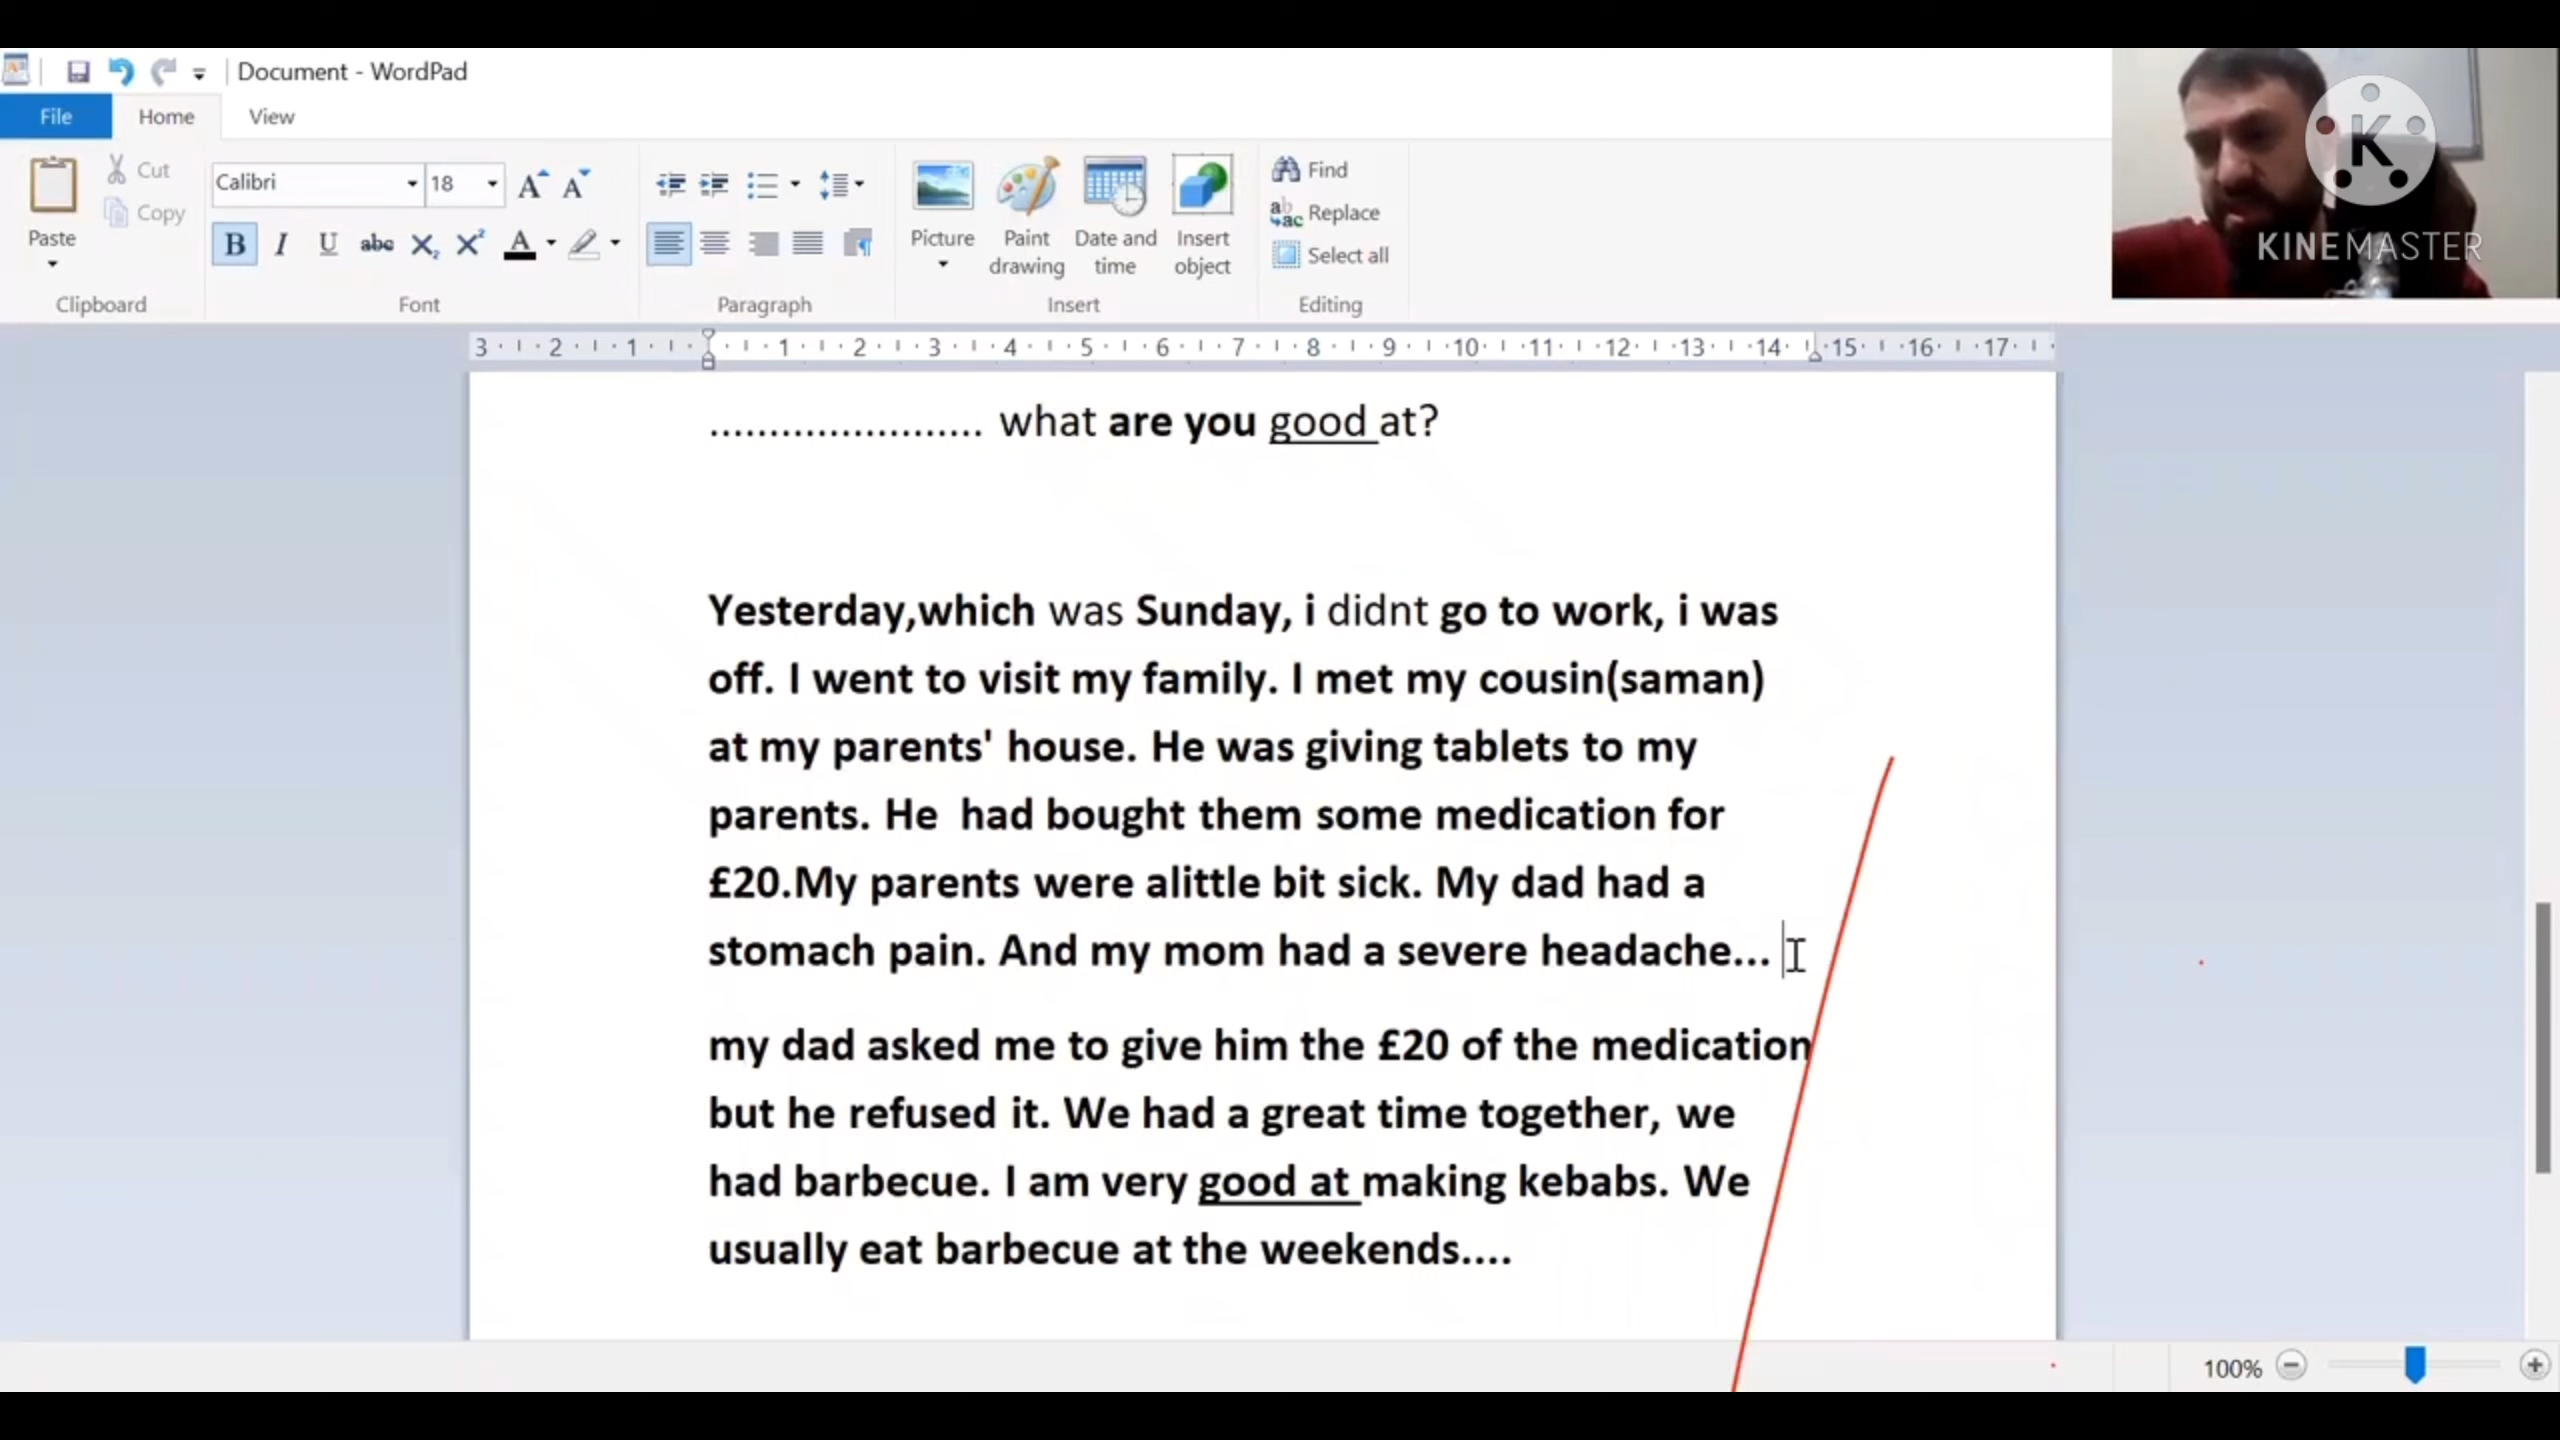 Document - WordPad
File Home View
Paste
Cut
Copy
Clipboard
Calibri 18
B I U abc X₂ X² A
Font
Paragraph
Picture
Paint drawing
Date and time
Insert object
Insert
Find
Replace
Select all
Editing
K
KINEMASTER
3 2 1 1 2 3 4 5 6 7 8 9 10 11 12 13 14 15 16 17
....................... what are you good at?
Yesterday,which was Sunday, i didnt go to work, i was
off. I went to visit my family. I met my cousin(saman)
at my parents' house. He was giving tablets to my
parents. He  had bought them some medication for
£20.My parents were alittle bit sick. My dad had a
stomach pain. And my mom had a severe headache...
my dad asked me to give him the £20 of the medication
but he refused it. We had a great time together, we
had barbecue. I am very good at making kebabs. We
usually eat barbecue at the weekends....
100%